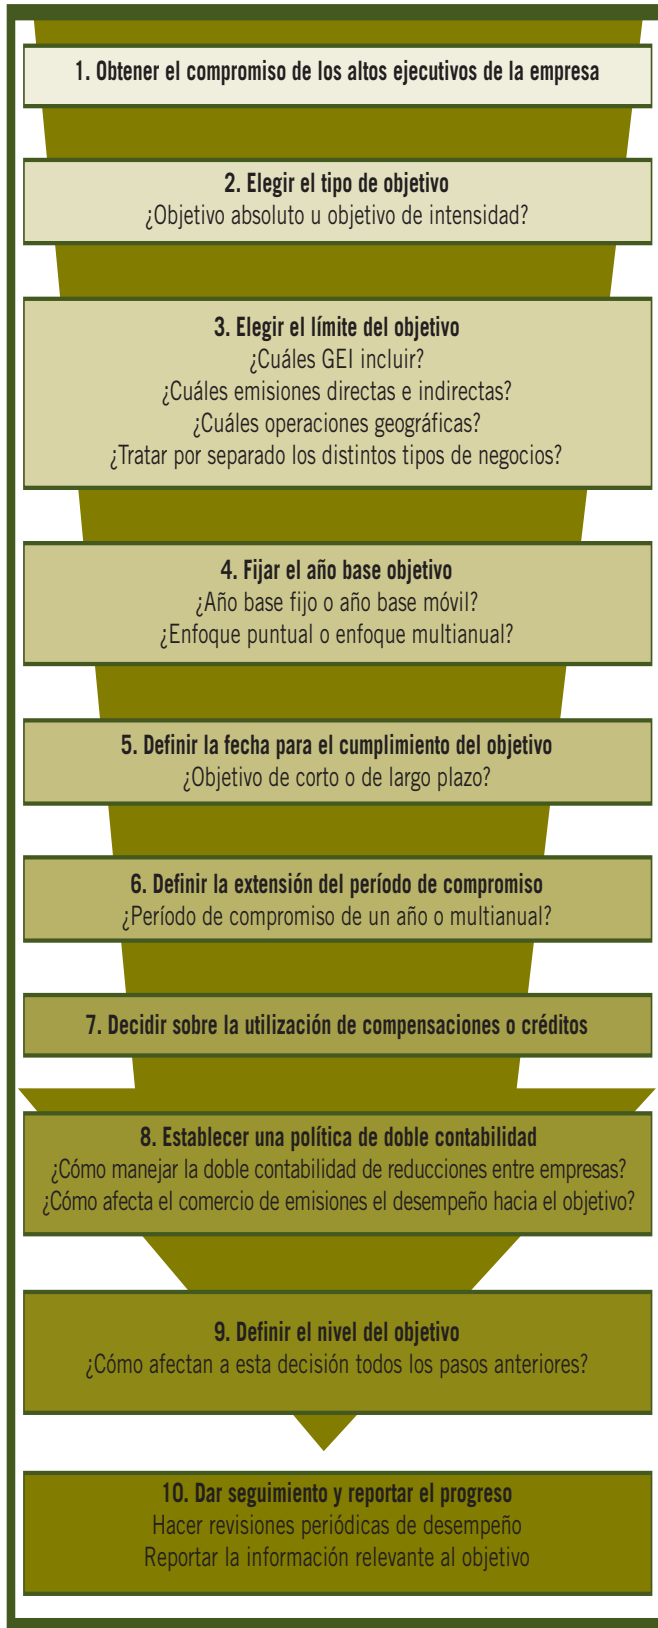 1. Obtener el compromiso de los altos ejecutivos de la empresa
2. Elegir el tipo de objetivo
¿Objetivo absoluto u objetivo de intensidad?
3. Elegir el límite del objetivo
¿Cuáles GEI incluir?
¿Cuáles emisiones directas e indirectas?
¿Cuáles operaciones geográficas?
¿Tratar por separado los distintos tipos de negocios?
4. Fijar el año base objetivo
¿Año base fijo o año base móvil?
¿Enfoque puntual o enfoque multianual?
5. Definir la fecha para el cumplimiento del objetivo
¿Objetivo de corto o de largo plazo?
6. Definir la extensión del período de compromiso
¿Período de compromiso de un año o multianual?
7. Decidir sobre la utilización de compensaciones o créditos
8. Establecer una política de doble contabilidad
¿Cómo manejar la doble contabilidad de reducciones entre empresas?
¿Cómo afecta el comercio de emisiones el desempeño hacia el objetivo?
9. Definir el nivel del objetivo
¿Cómo afectan a esta decisión todos los pasos anteriores?
10. Dar seguimiento y reportar el progreso
Hacer revisiones periódicas de desempeño
Reportar la información relevante al objetivo